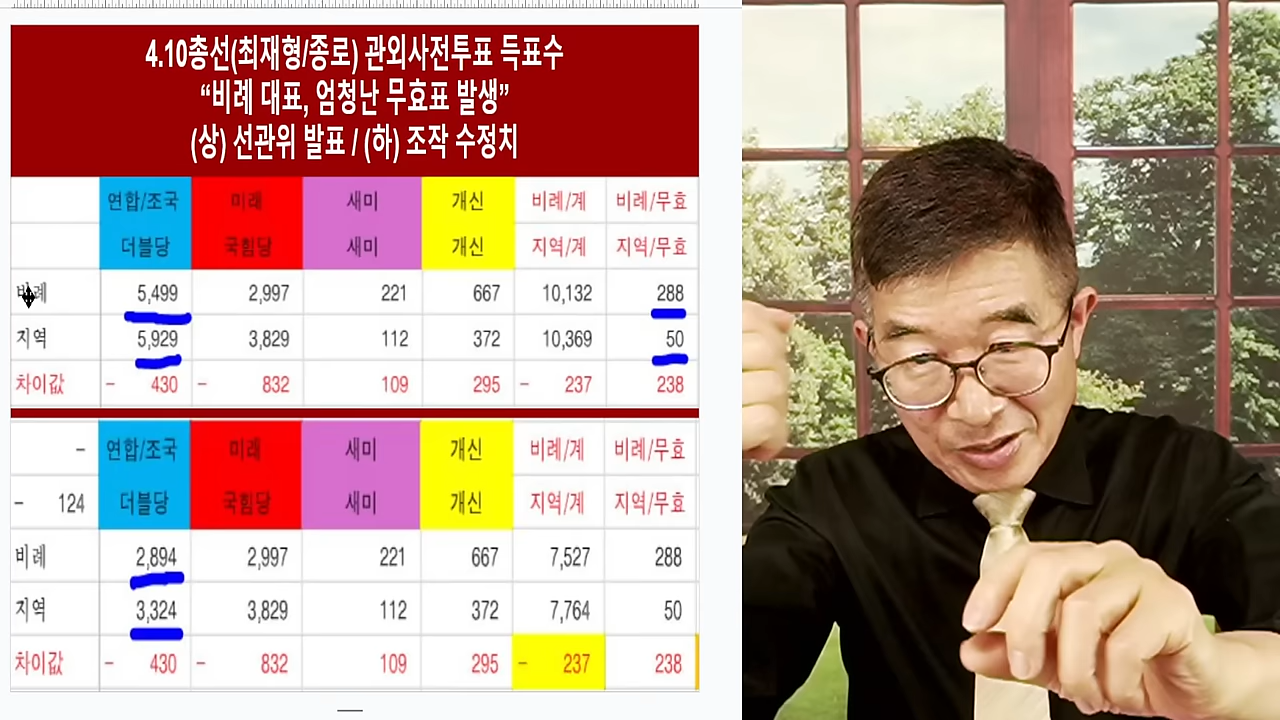 4.10총선(최재형/종로) 관외사전투표 득표수
“비례 대표, 엄청난 무효표 발생”
(상) 선관위 발표 / (하) 조작 수정치
연합/조국 미래 새미 개신 비례/계 비례/무효
더블당 국힘당 새미 개신 지역/계 지역/무효
비례 5,499 2,997 221 667 10,132 288
지역 5,929 3,829 112 372 10,369 50
차이값 - 430 - 832 109 295 - 237 238
- 연합/조국 미래 새미 개신 비례/계 비례/무효
- 124 더블당 국힘당 새미 개신 지역/계 지역/무효
비례 2,894 2,997 221 667 7,527 288
지역 3,324 3,829 112 372 7,764 50
차이값 - 430 - 832 109 295 - 237 238